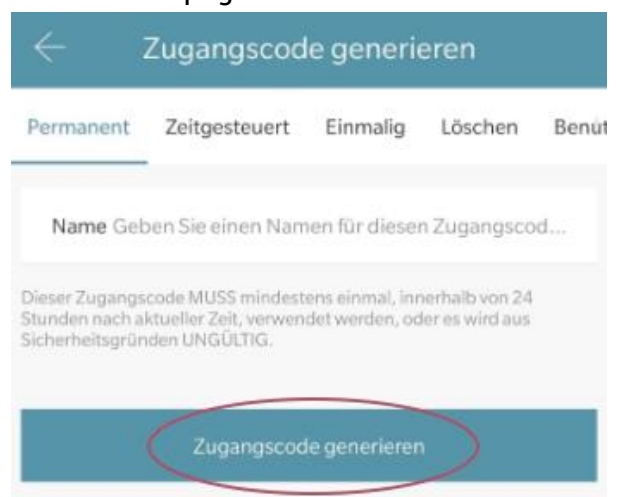 Zugangscode generieren
Permanent Zeitgesteuert Einmalig Löschen Benut
Name Geben Sie einen Namen für diesen Zugangscod...
Dieser Zugangscode MUSS mindestens einmal, innerhalb von 24
Stunden nach aktueller Zeit, verwendet werden, oder es wird aus
Sicherheitsgründen UNGÜLTIG.
Zugangscode generieren